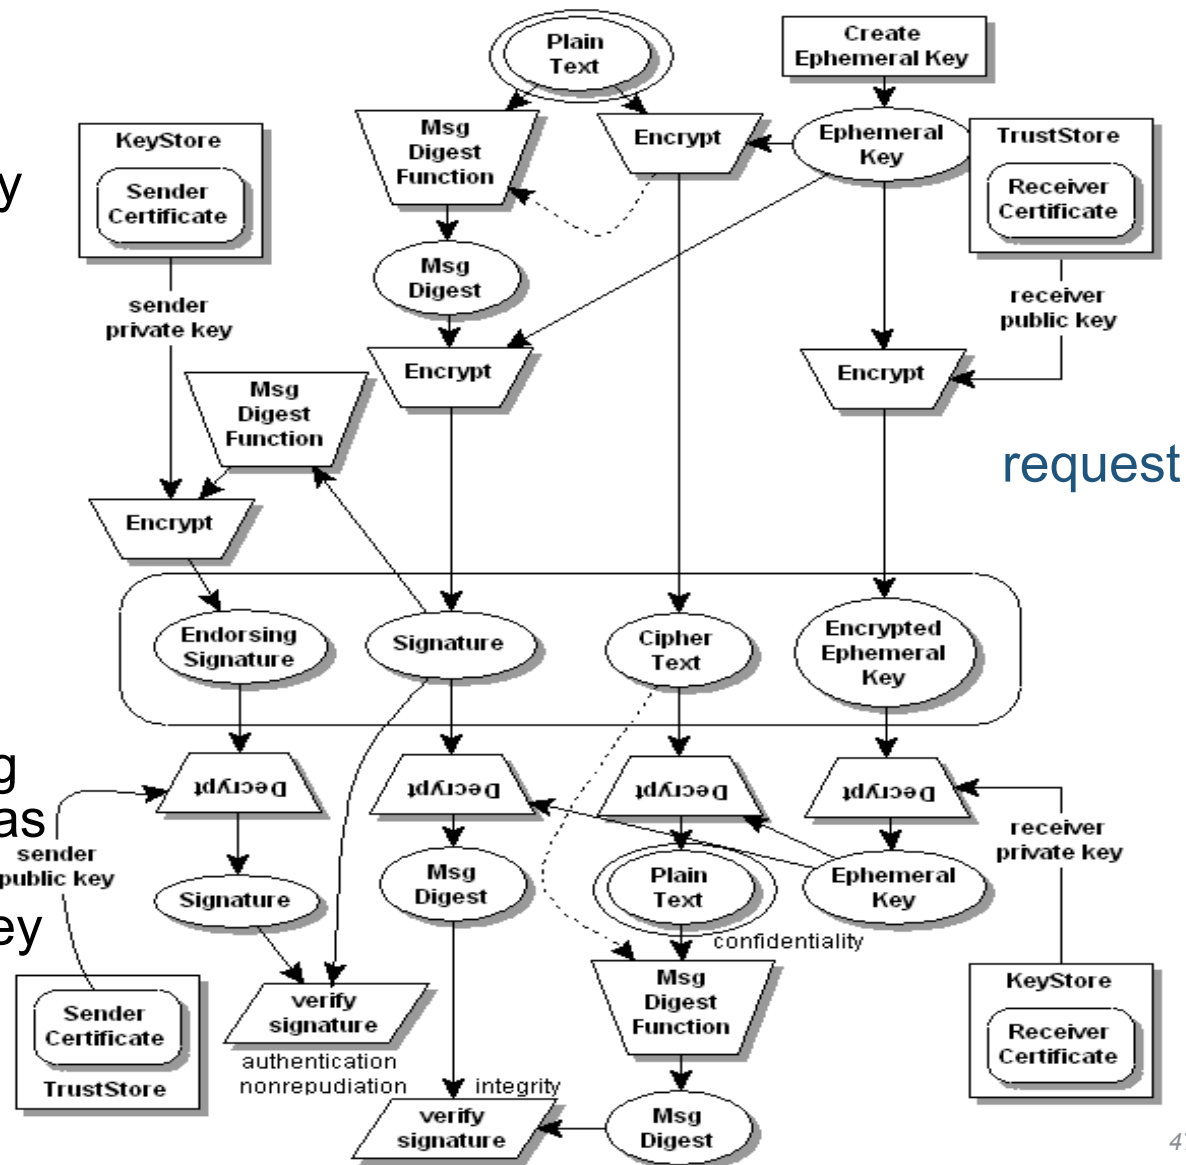 Plain
Text
Create
Ephemeral Key
KeyStore
Sender
Certificate
Msg
Digest
Function
Encrypt
Ephemeral
Key
TrustStore
Receiver
Certificate
y
Msg
Digest
sender
private key
receiver
public key
Encrypt
Encrypt
Msg
Digest
Function
request
Encrypt
Endorsing
Signature
Signature
Cipher
Text
Encrypted
Ephemeral
Key
g
as
Decrypt
Decrypt
Decrypt
Decrypt
sender
public key
receiver
private key
ey
Signature
Msg
Digest
Plain
Text
Ephemeral
Key
confidentiality
Sender
Certificate
TrustStore
verify
signature
authentication
nonrepudiation
integrity
Msg
Digest
Function
KeyStore
Receiver
Certificate
verify
signature
Msg
Digest